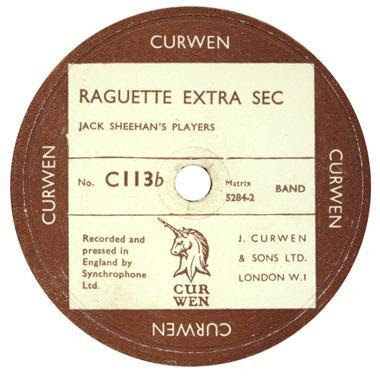 CURWEN
RAGUETTE EXTRA SEC
JACK SHEEHAN'S PLAYERS
No. C113b
Matrix
5284-2
BAND
CURWEN
CURWEN
Recorded and
pressed in
England by
Synchrophone
Ltd.
CUR
WEN
J. CURWEN
& SONS LTD.
LONDON W.1
CURWEN